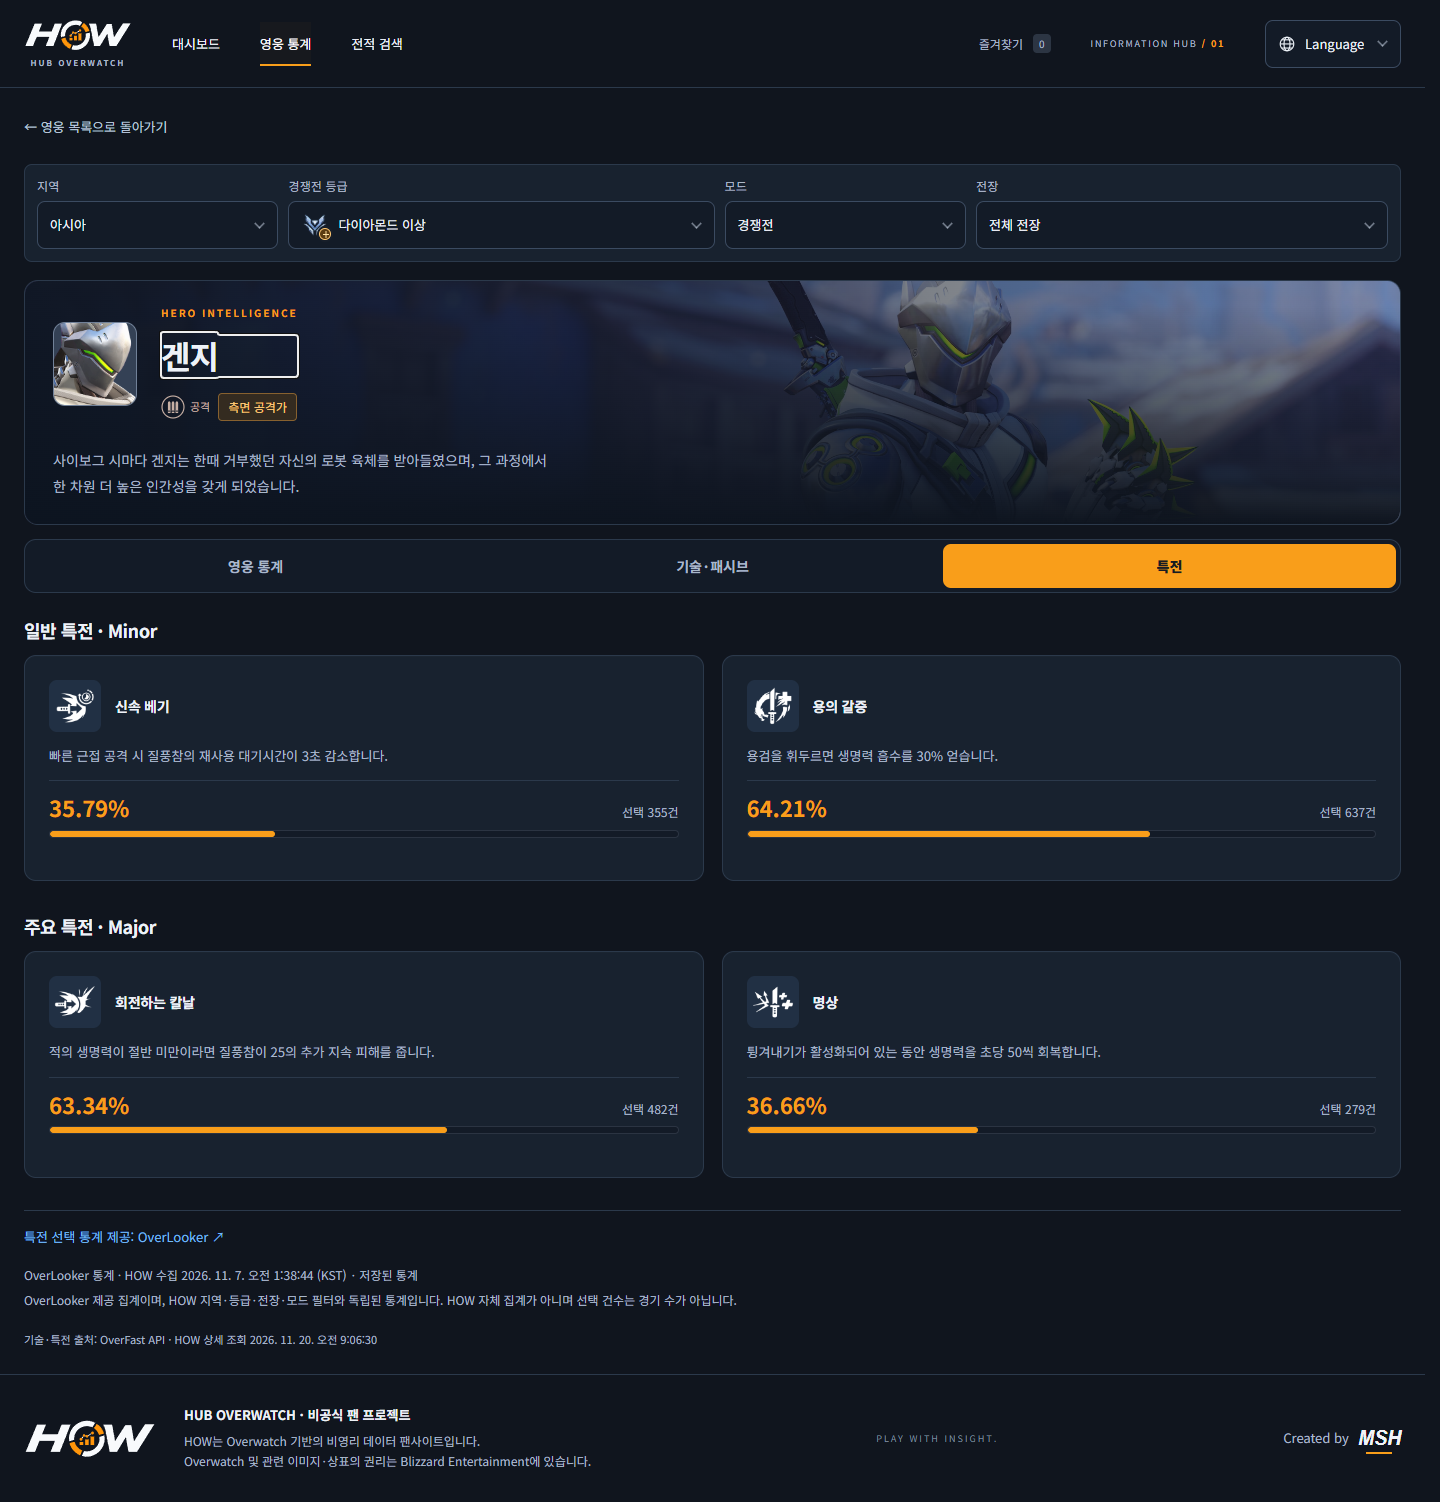 HOW
HUB OVERWATCH
대시보드
영웅 통계
전적 검색
즐겨찾기 0
INFORMATION HUB / 01
Language
← 영웅 목록으로 돌아가기
지역
경쟁전 등급
모드
전장
아시아
다이아몬드 이상
경쟁전
전체 전장
HERO INTELLIGENCE
겐지
공격
측면 공격가
사이보그 시마다 겐지는 한때 거부했던 자신의 로봇 육체를 받아들였으며, 그 과정에서
한 차원 더 높은 인간성을 갖게 되었습니다.
영웅 통계
기술·패시브
특전
일반 특전 · Minor
신속 베기
빠른 근접 공격 시 질풍참의 재사용 대기시간이 3초 감소합니다.
35.79%
선택 355건
용의 갈증
용검을 휘두르면 생명력 흡수를 30% 얻습니다.
64.21%
선택 637건
주요 특전 · Major
회전하는 칼날
적의 생명력이 절반 미만이라면 질풍참이 25의 추가 지속 피해를 줍니다.
63.34%
선택 482건
명상
튕겨내기가 활성화되어 있는 동안 생명력을 초당 50씩 회복합니다.
36.66%
선택 279건
특전 선택 통계 제공: OverLooker ↗
OverLooker 통계 · HOW 수집 2026. 11. 7. 오전 1:38:44 (KST) · 저장된 통계
OverLooker 제공 집계이며, HOW 지역·등급·전장·모드 필터와 독립된 통계입니다. HOW 자체 집계가 아니며 선택 건수는 경기 수가 아닙니다.
기술·특전 출처: OverFast API · HOW 상세 조회 2026. 11. 20. 오전 9:06:30
HOW
HUB OVERWATCH · 비공식 팬 프로젝트
HOW는 Overwatch 기반의 비영리 데이터 팬사이트입니다.
Overwatch 및 관련 이미지·상표의 권리는 Blizzard Entertainment에 있습니다.
PLAY WITH INSIGHT.
Created by MSH